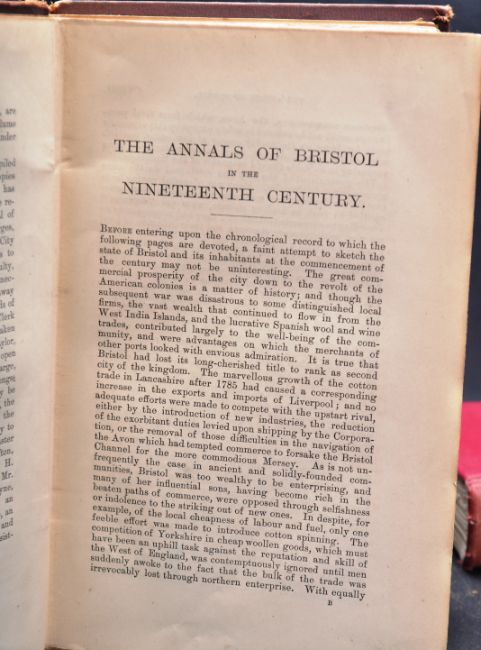 THE ANNALS OF BRISTOL
IN THE
NINETEENTH CENTURY.
BEFORE entering upon the chronological record to which the
following pages are devoted, a faint attempt to sketch the
state of Bristol and its inhabitants at the commencement of
the century may not be uninteresting. The great com-
mercial prosperity of the city down to the revolt of the
American colonies is a matter of history; and though the
subsequent war was disastrous to some distinguished local
firms, the vast wealth that continued to flow in from the
West India Islands, and the lucrative Spanish wool and wine
trades, contributed largely to the well-being of the com-
munity, and were advantages on which the merchants of
other ports looked with envious admiration. It is true that
Bristol had lost its long-cherished title to rank as second
city of the kingdom. The marvellous growth of the cotton
trade in Lancashire after 1785 had caused a corresponding
increase in the exports and imports of Liverpool; and no
adequate efforts were made to compete with the upstart rival,
either by the introduction of new industries, the reduction
of the exorbitant duties levied upon shipping by the Corpora-
tion, or the removal of those difficulties in the navigation of
the Avon which had tempted commerce to forsake the Bristol
Channel for the more commodious Mersey. As is not un-
frequently the case in ancient and solidly-founded com-
munities, Bristol was too wealthy to be enterprising, and
many of her influential sons, having become rich in the
beaten paths of commerce, were opposed through selfishness
or indolence to the striking out of new ones. In despite, for
example, of the local cheapness of labour and fuel, only one
feeble effort was made to introduce cotton spinning. The
competition of Yorkshire in cheap woollen goods, which must
have been an uphill task against the reputation and skill of
the West of England, was contemptuously ignored until men
suddenly awoke to the fact that the bulk of the trade was
irrevocably lost through northern enterprise. With equally
B